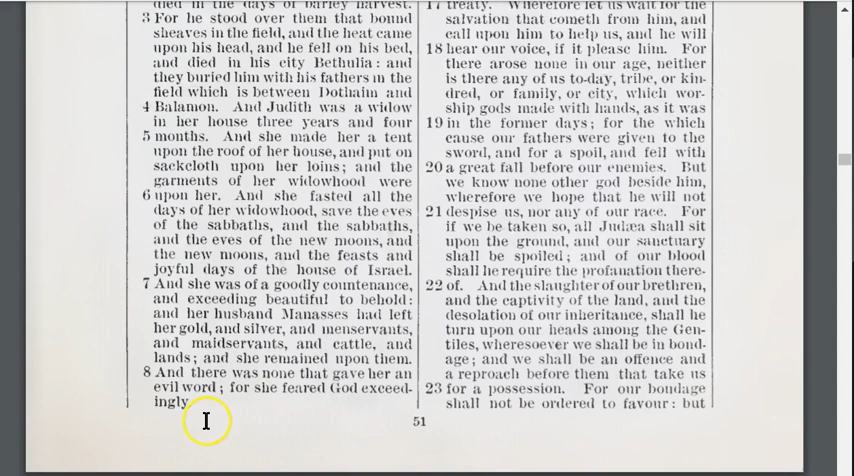 died in the days of barley harvest.
3 For he stood over them that bound
sheaves in the field, and the heat came
upon his head, and he fell on his bed,
and died in his city Bethulia: and
they buried him with his fathers in the
field which is between Dothaim and
4 Balamon. And Judith was a widow
in her house three years and four
5 months. And she made her a tent
upon the roof of her house, and put on
sackcloth upon her loins; and the
garments of her widowhood were
6 upon her. And she fasted all the
days of her widowhood, save the eves
of the sabbaths, and the sabbaths,
and the eves of the new moons, and
the new moons, and the feasts and
joyful days of the house of Israel.
7 And she was of a goodly countenance,
and exceeding beautiful to behold:
and her husband Manasses had left
her gold, and silver, and menservants,
and maidservants, and cattle, and
lands; and she remained upon them.
8 And there was none that gave her an
evil word; for she feared God exceed-
ingly.
17 treaty. Wherefore let us wait for the
salvation that cometh from him, and
call upon him to help us, and he will
18 hear our voice, if it please him. For
there arose none in our age, neither
is there any of us to-day, tribe, or kin-
dred, or family, or city, which wor-
ship gods made with hands, as it was
19 in the former days; for the which
cause our fathers were given to the
sword, and for a spoil, and fell with
20 a great fall before our enemies. But
we know none other god beside him,
wherefore we hope that he will not
21 despise us, nor any of our race. For
if we be taken so, all Judæa shall sit
upon the ground, and our sanctuary
shall be spoiled; and of our blood
shall he require the profanation there-
22 of. And the slaughter of our brethren,
and the captivity of the land, and the
desolation of our inheritance, shall he
turn upon our heads among the Gen-
tiles, wheresoever we shall be in bond-
age; and we shall be an offence and
a reproach before them that take us
23 for a possession. For our bondage
shall not be ordered to favour: but
51